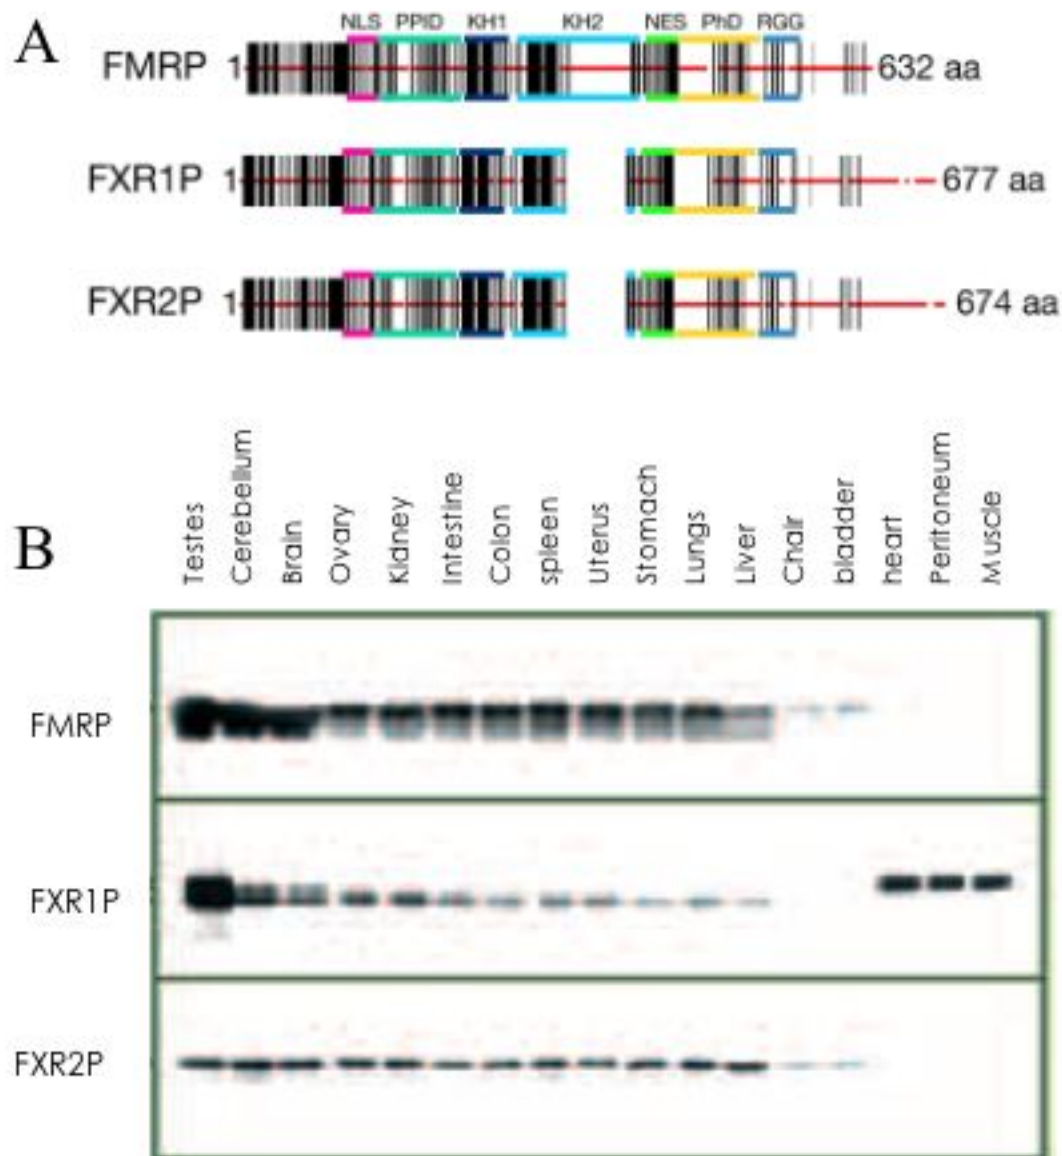 A
NLS PPID KH1 KH2 NES PhD RGG
FMRP 1 632 aa
FXR1P 1 677 aa
FXR2P 1 674 aa
B
Testes Cerebellum Brain Ovary Kidney Intestine Colon spleen Uterus Stomach Lungs Liver Chair bladder heart Peritoneum Muscle
FMRP
FXR1P
FXR2P